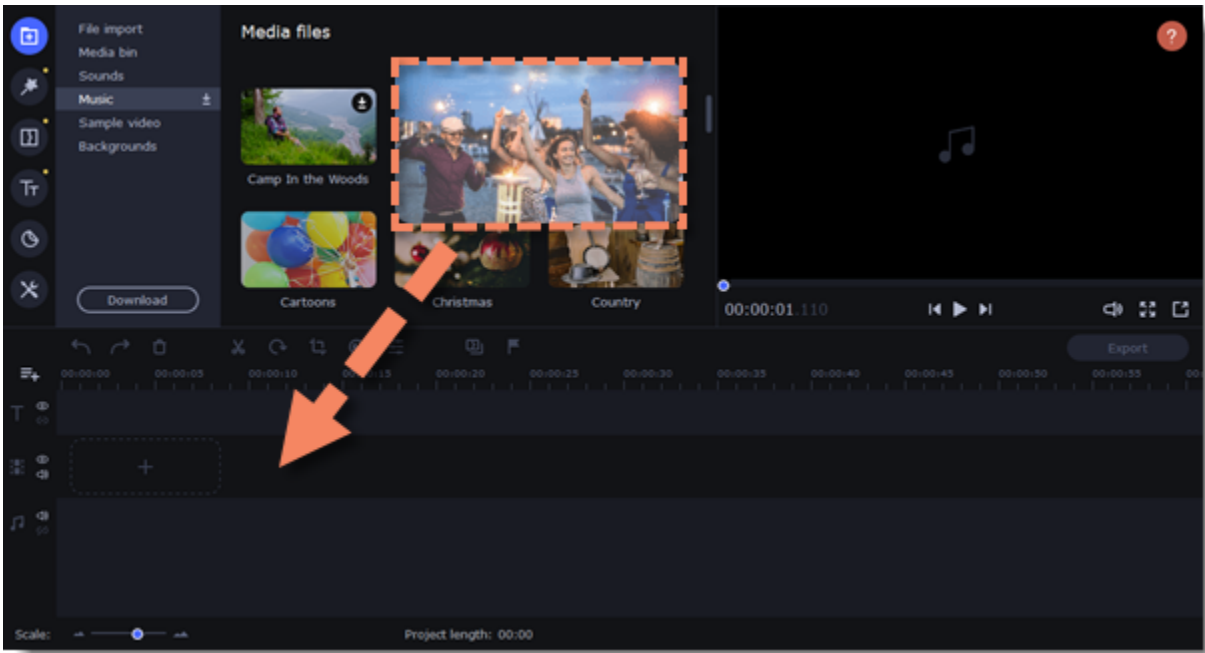 File import
Media bin
Sounds
Music
Sample video
Backgrounds
Download
Media files
Camp In the Woods
Cartoons
Christmas
Country
?
00:00:01.110
Export
00:00:00 00:00:05 00:00:10 00:00:20 00:00:25 00:00:30 00:00:35 00:00:40 00:00:45 00:00:50 00:00:55
Scale:
Project length: 00:00